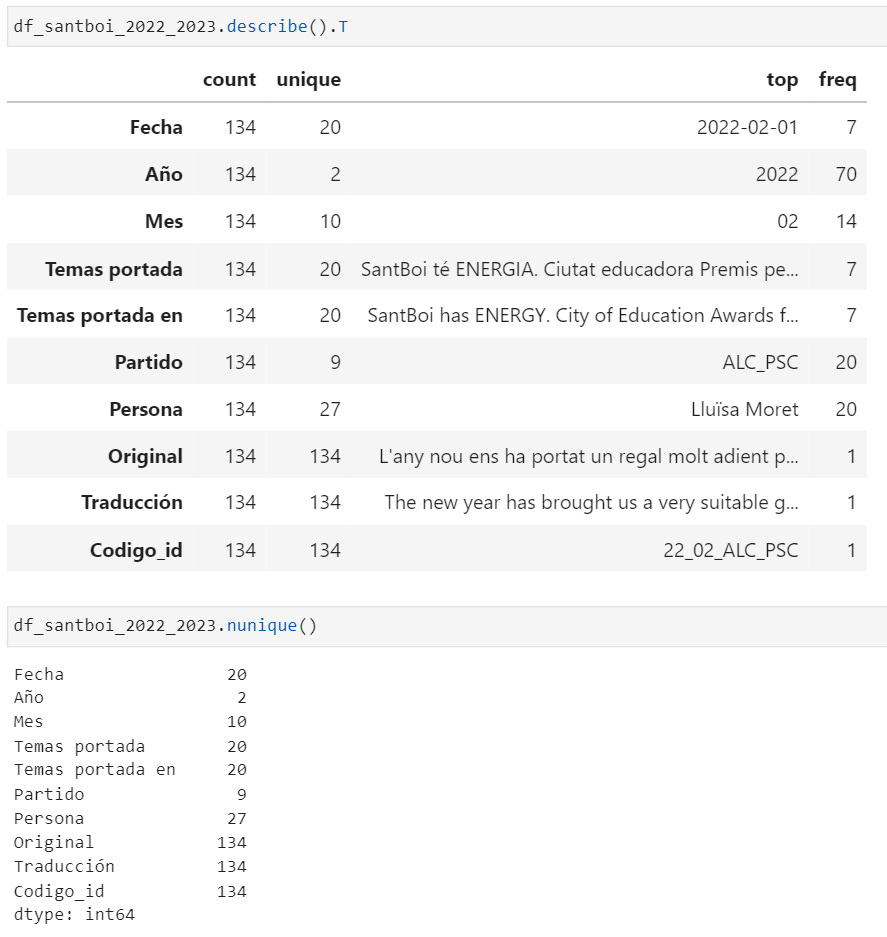 df_santboi_2022_2023.describe().T
count unique top freq
Fecha 134 20 2022-02-01 7
Año 134 2 2022 70
Mes 134 10 02 14
Temas portada 134 20 SantBoi té ENERGIA. Ciutat educadora Premis pe... 7
Temas portada en 134 20 SantBoi has ENERGY. City of Education Awards f... 7
Partido 134 9 ALC_PSC 20
Persona 134 27 Lluïsa Moret 20
Original 134 134 L'any nou ens ha portat un regal molt adient p... 1
Traducción 134 134 The new year has brought us a very suitable g... 1
Codigo_id 134 134 22_02_ALC_PSC 1
df_santboi_2022_2023.nunique()
Fecha 20
Año 2
Mes 10
Temas portada 20
Temas portada en 20
Partido 9
Persona 27
Original 134
Traducción 134
Codigo_id 134
dtype: int64